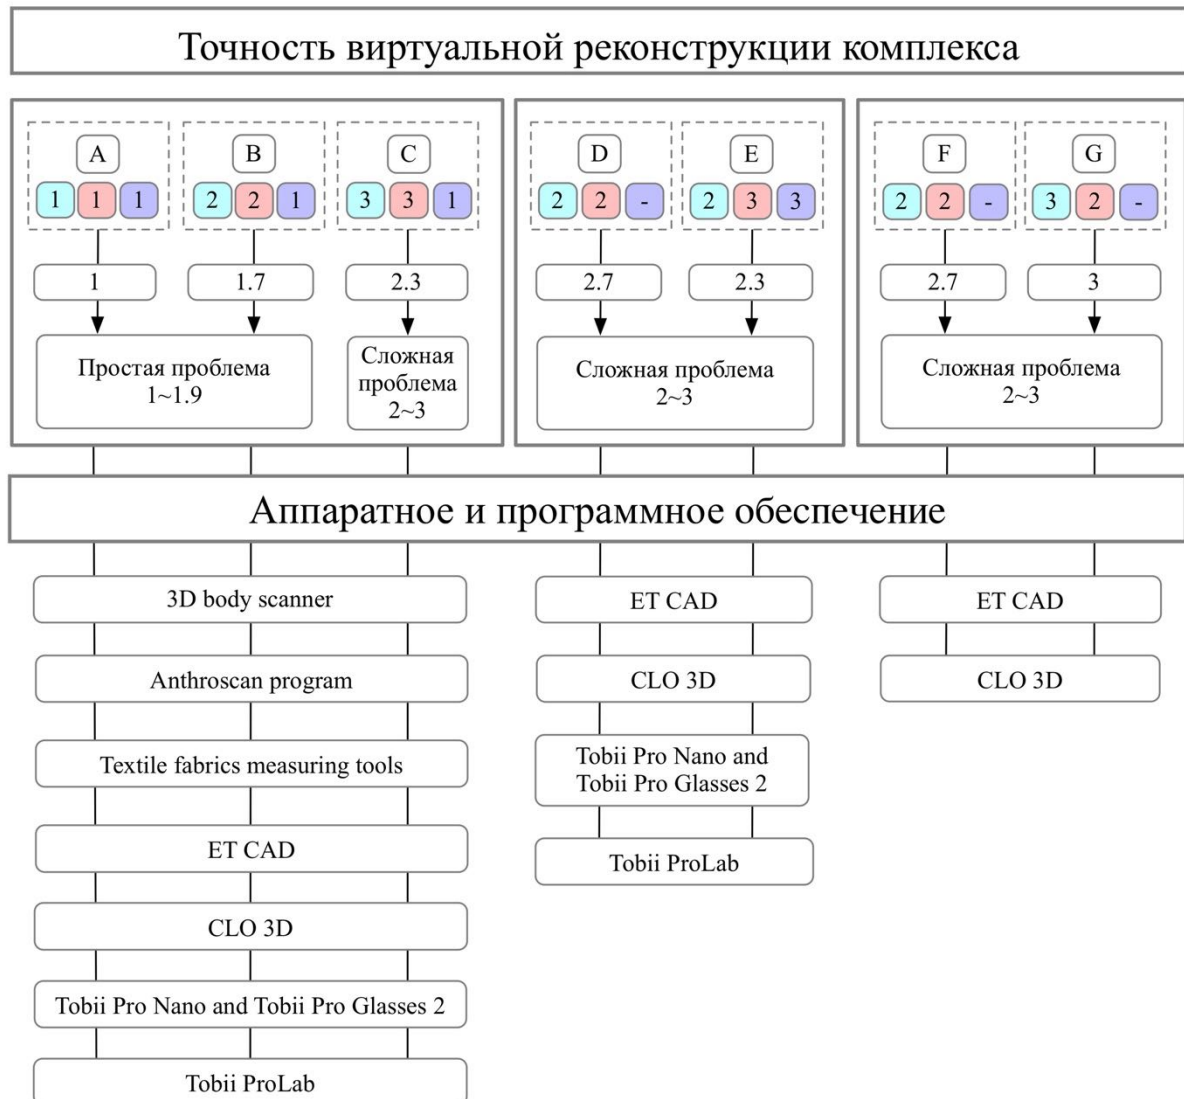 Точность виртуальной реконструкции комплекса
A B C D E F G
1 1 1 2 2 1 3 3 1 2 2 - 2 3 3 2 2 - 3 2 -
1 1.7 2.3 2.7 2.3 2.7 3
Простая проблема
1~1.9
Сложная
проблема
2~3
Сложная проблема
2~3
Сложная проблема
2~3
Аппаратное и программное обеспечение
3D body scanner
Anthroscan program
Textile fabrics measuring tools
ET CAD
CLO 3D
Tobii Pro Nano and Tobii Pro Glasses 2
Tobii ProLab
ET CAD
CLO 3D
Tobii Pro Nano and
Tobii Pro Glasses 2
Tobii ProLab
ET CAD
CLO 3D